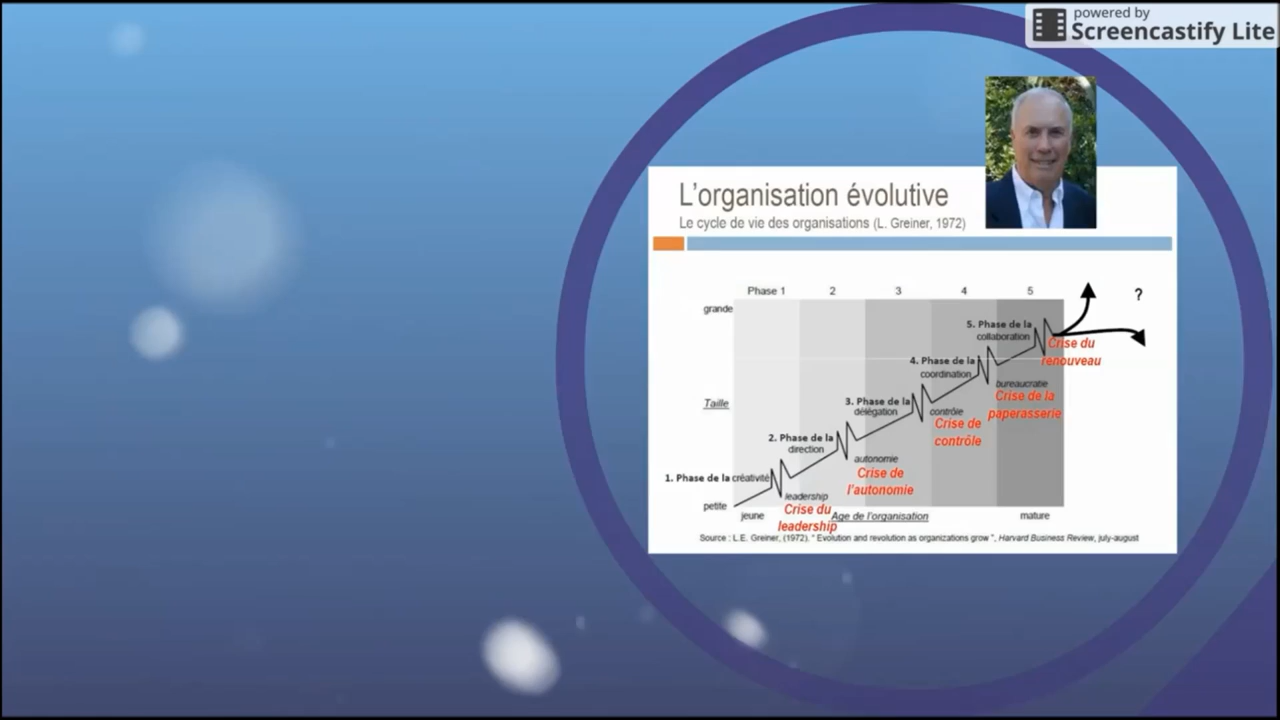 powered by
Screencastify Lite
L'organisation évolutive
Le cycle de vie des organisations (L. Greiner, 1972)
Phase 1 2 3 4 5 ?
grande
5. Phase de la
collaboration
Crise du
renouveau
4. Phase de la
coordination
bureaucratie
Crise de la
paperasserie
Taille
3. Phase de la
délégation
contrôle
Crise de
contrôle
2. Phase de la
direction
autonomie
Crise de
l'autonomie
1. Phase de la créativité
leadership
Crise du
leadership
petite
jeune
Age de l'organisation
mature
Source : L.E. Greiner, (1972). " Evolution and revolution as organizations grow ", Harvard Business Review, july-august